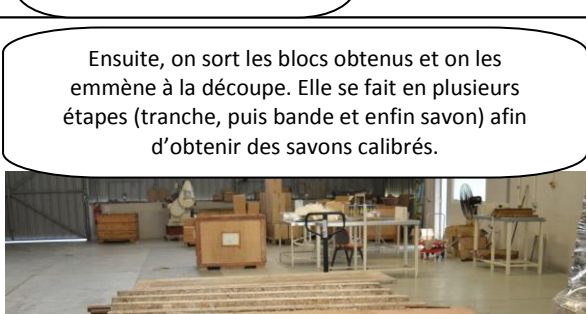 Ensuite, on sort les blocs obtenus et on les
emmène à la découpe. Elle se fait en plusieurs
étapes (tranche, puis bande et enfin savon) afin
d’obtenir des savons calibrés.